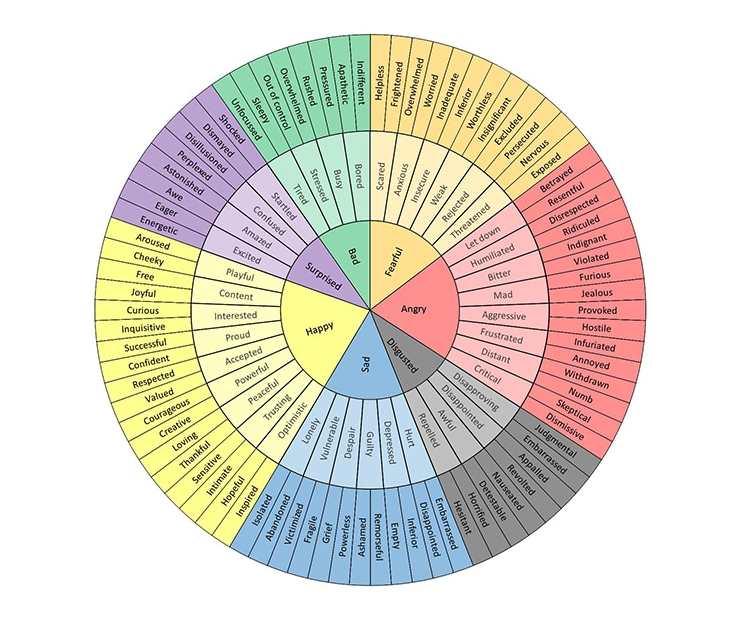 Fearful
Angry
Disgusted
Sad
Happy
Surprised
Bad
Scared
Anxious
Insecure
Weak
Rejected
Threatened
Let down
Humiliated
Bitter
Mad
Aggressive
Frustrated
Distant
Critical
Disapproving
Disappointed
Awful
Repelled
Hurt
Depressed
Guilty
Despair
Vulnerable
Lonely
Optimistic
Trusting
Peaceful
Powerful
Accepted
Proud
Interested
Content
Playful
Excited
Amazed
Confused
Startled
Tired
Stressed
Busy
Bored
Helpless
Frightened
Overwhelmed
Worried
Inadequate
Inferior
Worthless
Insignificant
Excluded
Persecuted
Nervous
Exposed
Betrayed
Resentful
Disrespected
Ridiculed
Indignant
Violated
Furious
Jealous
Provoked
Hostile
Infuriated
Annoyed
Withdrawn
Numb
Skeptical
Dismissive
Judgmental
Embarrassed
Appalled
Revolted
Nauseated
Detestable
Horrified
Hesitant
Embarrassed
Disappointed
Inferior
Empty
Remorseful
Ashamed
Powerless
Grief
Fragile
Victimized
Abandoned
Isolated
Inspired
Hopeful
Intimate
Sensitive
Thankful
Loving
Creative
Courageous
Valued
Respected
Confident
Successful
Inquisitive
Curious
Joyful
Free
Cheeky
Aroused
Energetic
Eager
Awe
Astonished
Perplexed
Disillusioned
Dismayed
Shocked
Unfocussed
Sleepy
Out of control
Overwhelmed
Rushed
Pressured
Apathetic
Indifferent